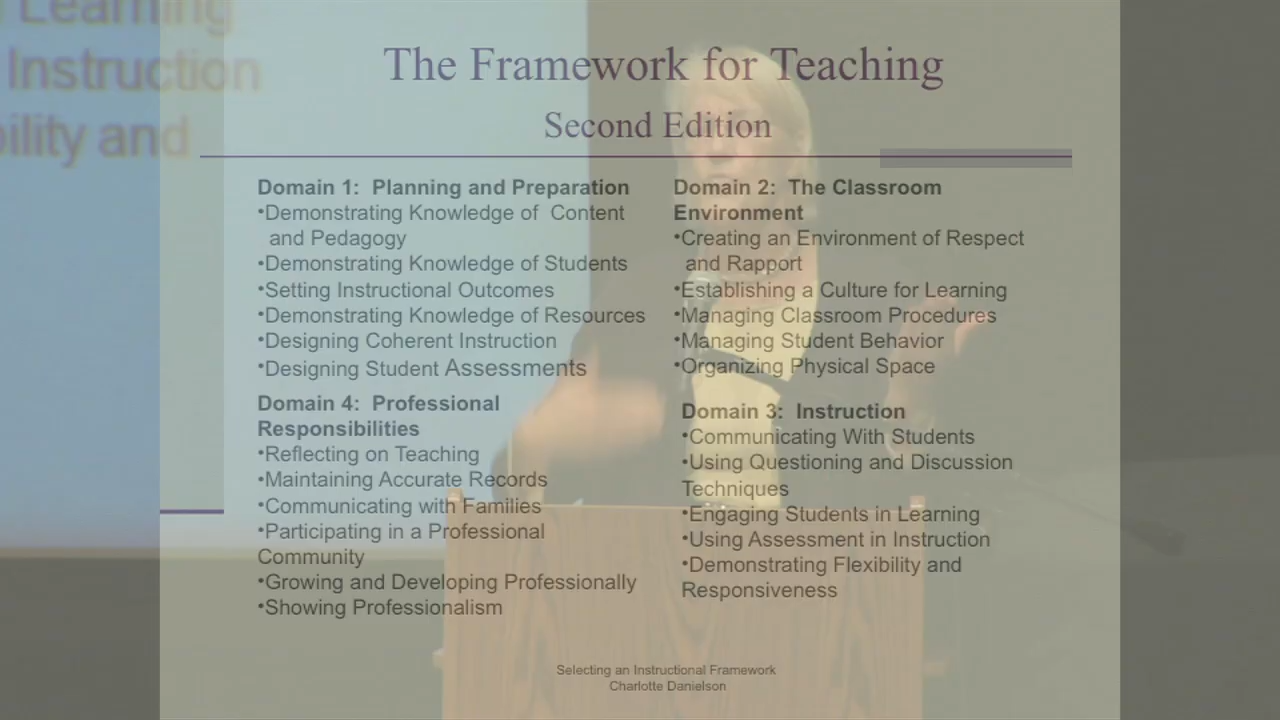 Learning
Instruction
bility and
The Framework for Teaching
Second Edition
Domain 1:  Planning and Preparation
•Demonstrating Knowledge of  Content
and Pedagogy
•Demonstrating Knowledge of Students
•Setting Instructional Outcomes
•Demonstrating Knowledge of Resources
•Designing Coherent Instruction
•Designing Student Assessments
Domain 2:  The Classroom
Environment
•Creating an Environment of Respect
and Rapport
•Establishing a Culture for Learning
•Managing Classroom Procedures
•Managing Student Behavior
•Organizing Physical Space
Domain 4:  Professional
Responsibilities
•Reflecting on Teaching
•Maintaining Accurate Records
•Communicating with Families
•Participating in a Professional
Community
•Growing and Developing Professionally
•Showing Professionalism
Domain 3:  Instruction
•Communicating With Students
•Using Questioning and Discussion
Techniques
•Engaging Students in Learning
•Using Assessment in Instruction
•Demonstrating Flexibility and
Responsiveness
Selecting an Instructional Framework
Charlotte Danielson